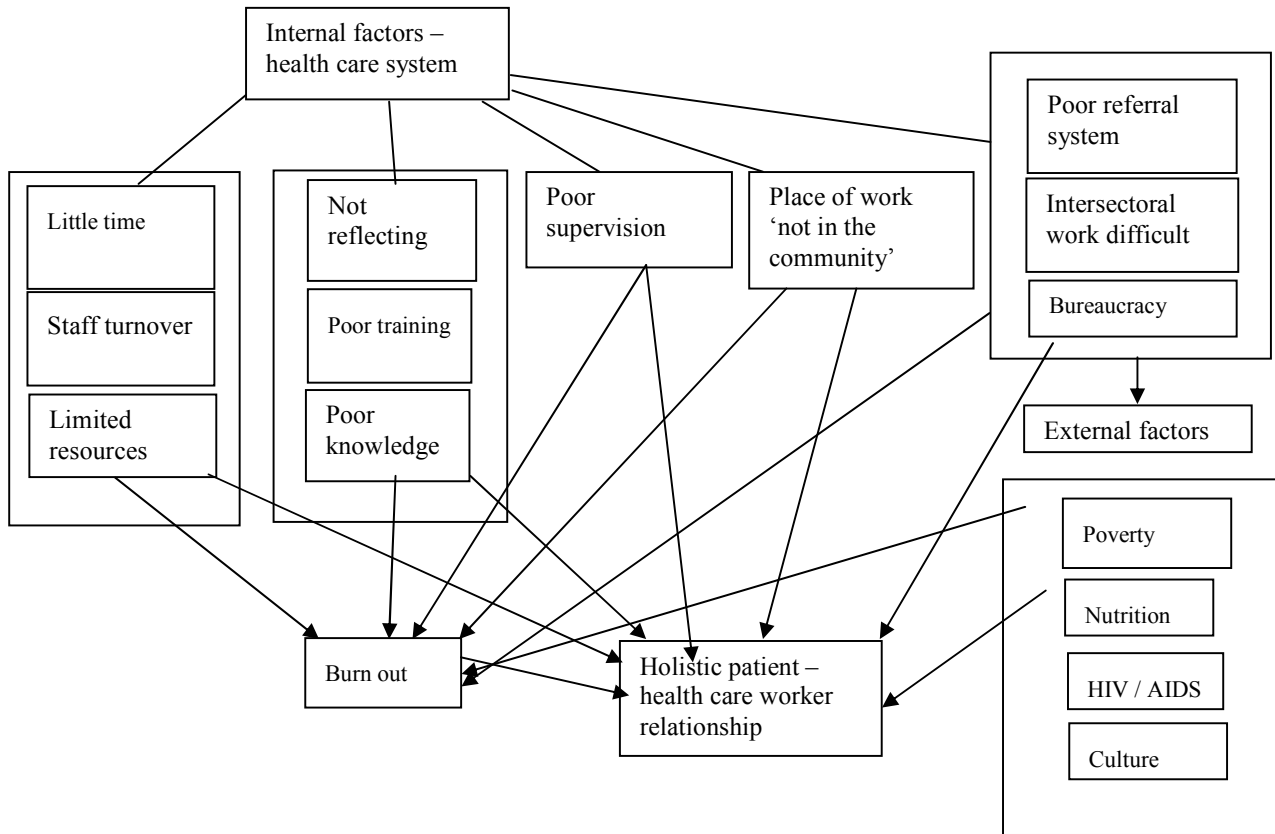 Internal factors –
health care system
Poor referral
system
Little time
Not
reflecting
Poor
supervision
Place of work
‘not in the
community’
Intersectoral
work difficult
Staff turnover
Poor training
Bureaucracy
Limited
resources
Poor
knowledge
External factors
Poverty
Nutrition
Burn out
Holistic patient –
health care worker
relationship
HIV / AIDS
Culture